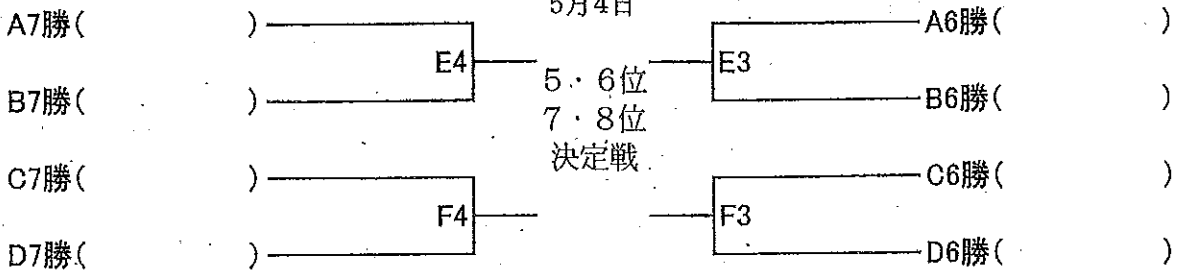 5月4日
A7勝(　　　)
A6勝(　　　)
E4
E3
B7勝(　　　)
B6勝(　　　)
5・6位
7・8位
決定戦
C7勝(　　　)
C6勝(　　　)
F4
F3
D7勝(　　　)
D6勝(　　　)